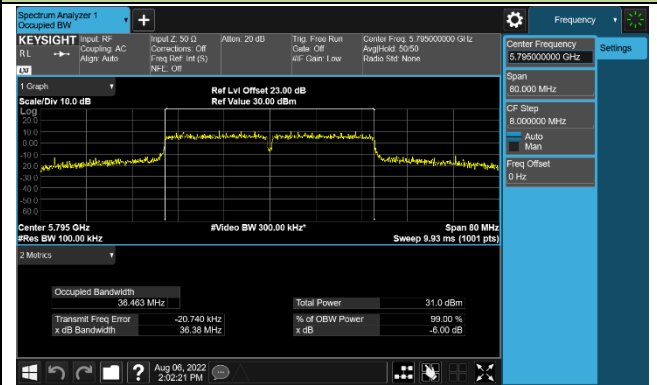 Spectrum Analyzer 1
Occupied BW
+
Frequency
KEYSIGHT
RL
LXI
Input: RF
Coupling: AC
Align: Auto
Input Z: 50 Ω
Corrections: Off
Freq Ref: Int (S)
NFE: Off
Atten: 20 dB
Trig: Free Run
Gate: Off
#IF Gain: Low
Center Freq: 5.795000000 GHz
Avg|Hold: 50/50
Radio Std: None
Center Frequency
5.795000000 GHz
Settings
Span
80.000 MHz
CF Step
8.000000 MHz
Auto
Man
Freq Offset
0 Hz
1 Graph
Scale/Div 10.0 dB
Ref Lvl Offset 23.00 dB
Ref Value 30.00 dBm
Log
20.0
10.0
0.00
-10.0
-20.0
-30.0
-40.0
-50.0
-60.0
Center 5.795 GHz
#Res BW 100.00 kHz
#Video BW 300.00 kHz*
Span 80 MHz
Sweep 9.93 ms (1001 pts)
2 Metrics
Occupied Bandwidth
36.463 MHz
Total Power 31.0 dBm
Transmit Freq Error -20.740 kHz
% of OBW Power 99.00 %
x dB Bandwidth 36.38 MHz
x dB -6.00 dB
?
Aug 06, 2022
2:02:21 PM